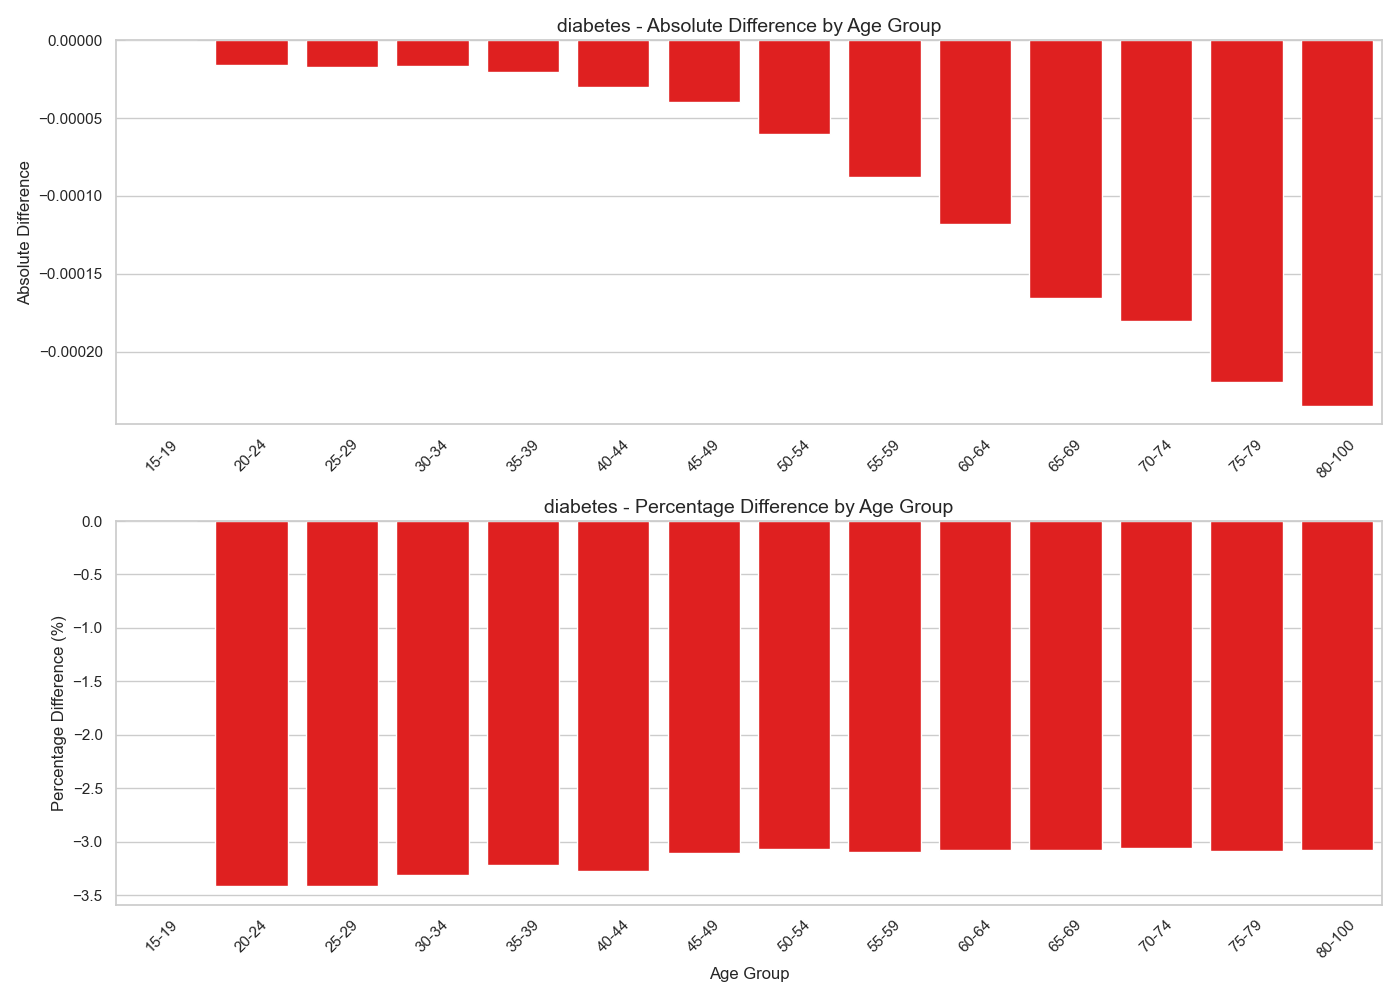 diabetes - Absolute Difference by Age Group
Absolute Difference
0.00000
−0.00005
−0.00010
−0.00015
−0.00020
15-19 20-24 25-29 30-34 35-39 40-44 45-49 50-54 55-59 60-64 65-69 70-74 75-79 80-100
diabetes - Percentage Difference by Age Group
Percentage Difference (%)
0.0
−0.5
−1.0
−1.5
−2.0
−2.5
−3.0
−3.5
15-19 20-24 25-29 30-34 35-39 40-44 45-49 50-54 55-59 60-64 65-69 70-74 75-79 80-100
Age Group